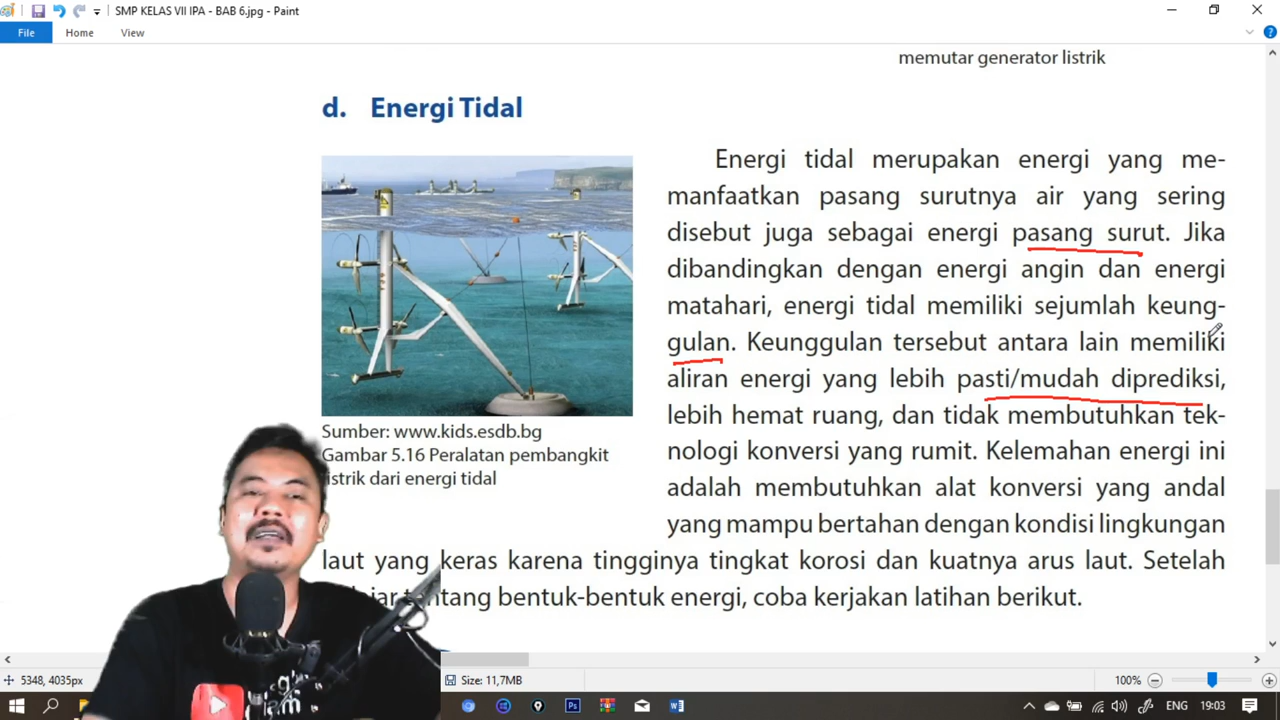 SMP KELAS VII IPA - BAB 6.jpg - Paint
File Home View
memutar generator listrik
d. Energi Tidal
Energi tidal merupakan energi yang me-
manfaatkan pasang surutnya air yang sering
disebut juga sebagai energi pasang surut. Jika
dibandingkan dengan energi angin dan energi
matahari, energi tidal memiliki sejumlah keung-
gulan. Keunggulan tersebut antara lain memiliki
aliran energi yang lebih pasti/mudah diprediksi,
lebih hemat ruang, dan tidak membutuhkan tek-
nologi konversi yang rumit. Kelemahan energi ini
adalah membutuhkan alat konversi yang andal
yang mampu bertahan dengan kondisi lingkungan
laut yang keras karena tingginya tingkat korosi dan kuatnya arus laut. Setelah
tentang bentuk-bentuk energi, coba kerjakan latihan berikut.
Sumber: www.kids.esdb.bg
Gambar 5.16 Peralatan pembangkit
listrik dari energi tidal
5348, 4035px
Size: 11,7MB
100%
Ps
ENG 19:03